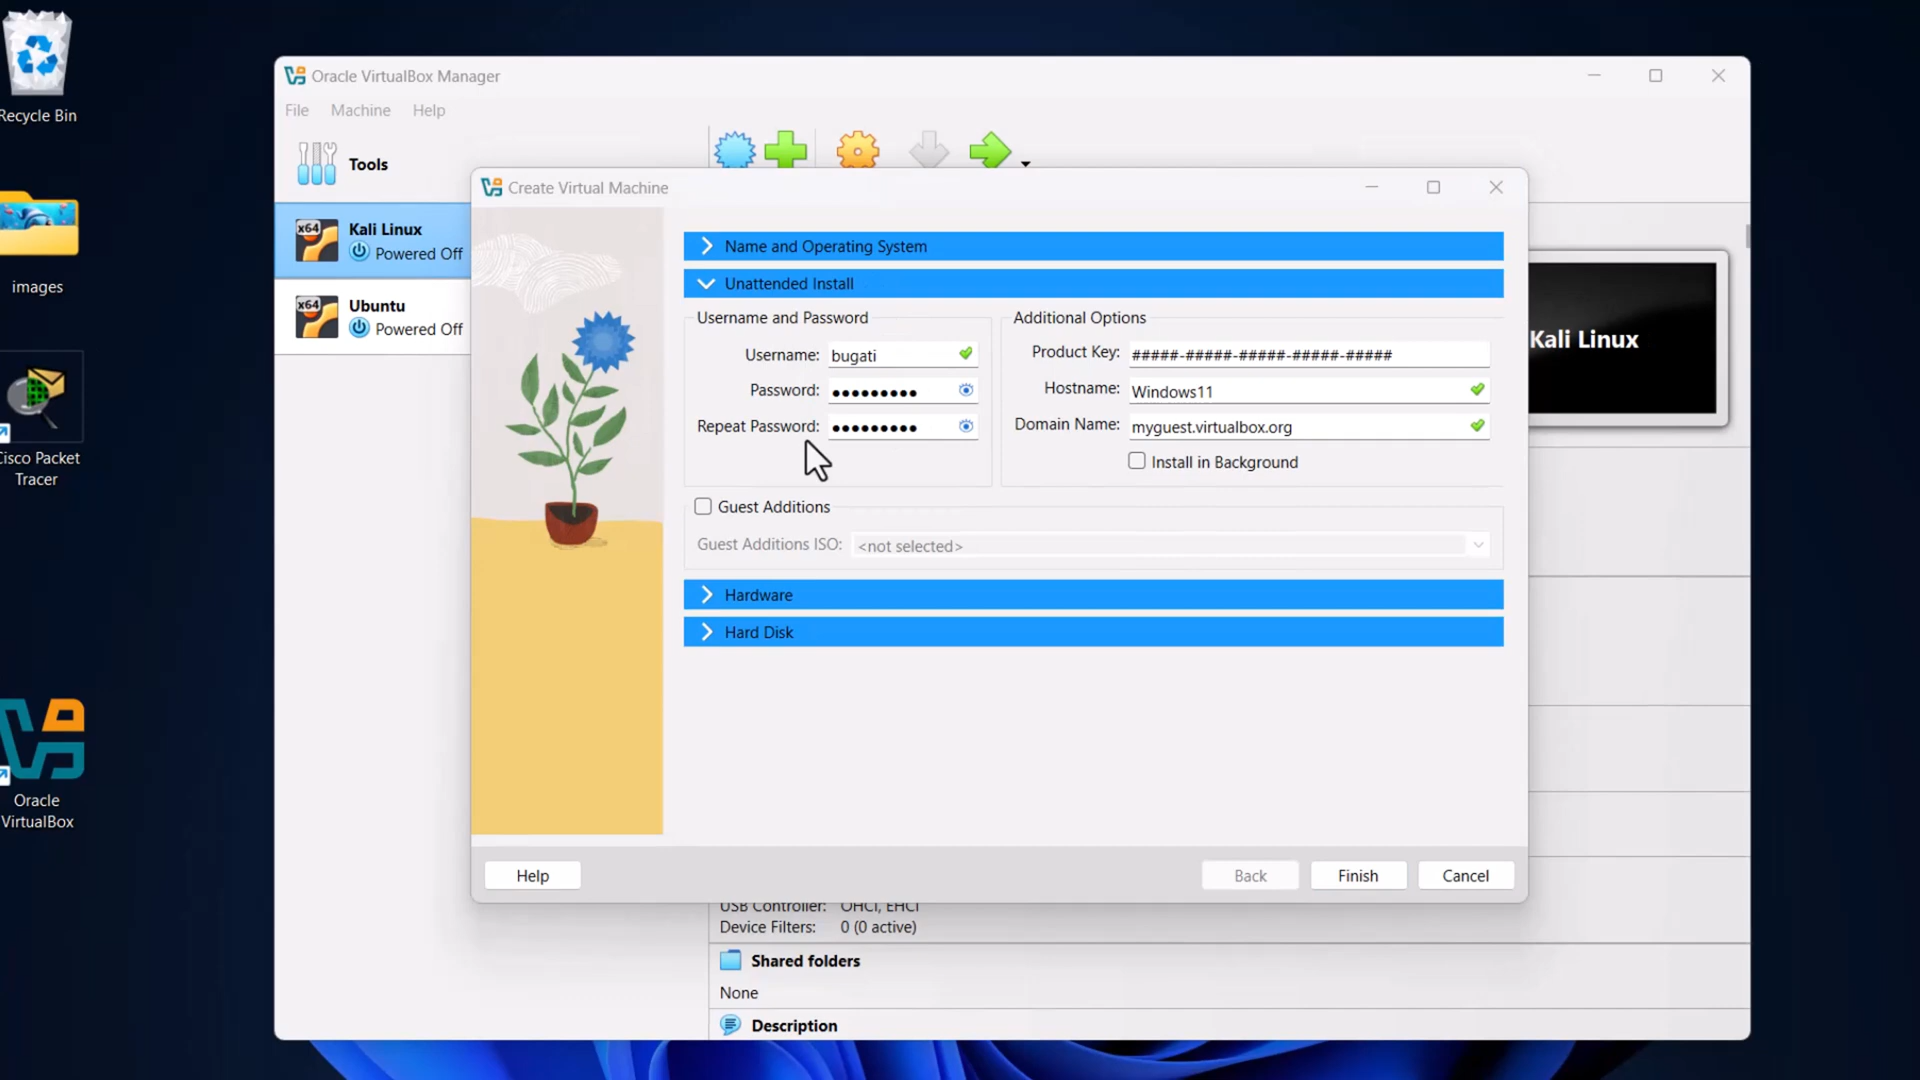 Recycle Bin
images
Cisco Packet
Tracer
Oracle
VirtualBox
Oracle VirtualBox Manager
File Machine Help
Tools
x64 Kali Linux
Powered Off
x64 Ubuntu
Powered Off
Create Virtual Machine
Name and Operating System
Unattended Install
Username and Password
Username: bugati
Password: ●●●●●●●●●
Repeat Password: ●●●●●●●●●
Additional Options
Product Key: #####-#####-#####-#####-#####
Hostname: Windows11
Domain Name: myguest.virtualbox.org
Install in Background
Guest Additions
Guest Additions ISO: <not selected>
Hardware
Hard Disk
Help
Back Finish Cancel
Kali Linux
USB Controller: OHCI, EHCI
Device Filters: 0 (0 active)
Shared folders
None
Description